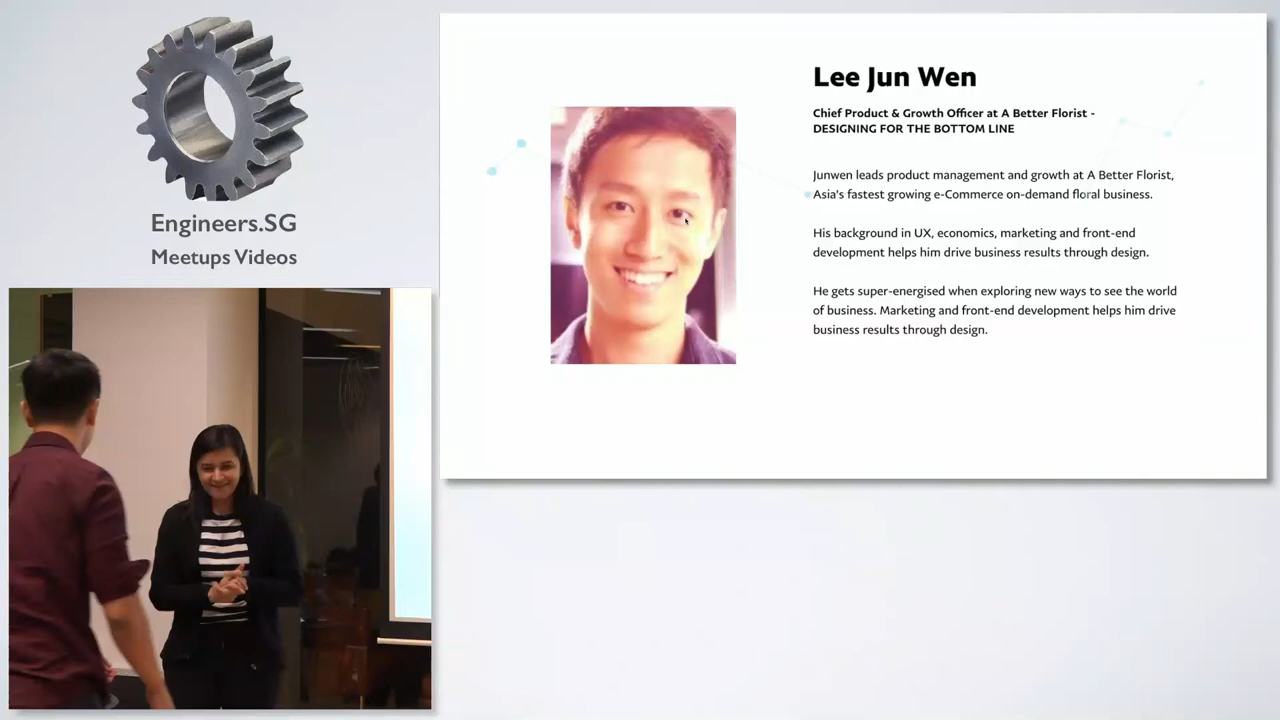 Engineers.SG
Meetups Videos
Lee Jun Wen
Chief Product & Growth Officer at A Better Florist -
DESIGNING FOR THE BOTTOM LINE
Junwen leads product management and growth at A Better Florist,
Asia's fastest growing e-Commerce on-demand floral business.
His background in UX, economics, marketing and front-end
development helps him drive business results through design.
He gets super-energised when exploring new ways to see the world
of business. Marketing and front-end development helps him drive
business results through design.